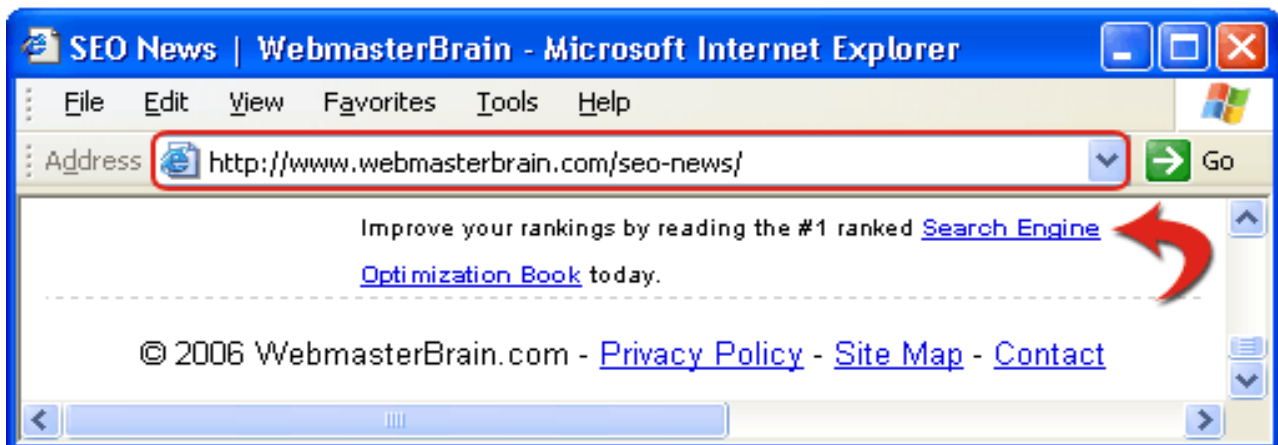 SEO News | WebmasterBrain - Microsoft Internet Explorer
File Edit View Favorites Tools Help
Address http://www.webmasterbrain.com/seo-news/ Go
Improve your rankings by reading the #1 ranked Search Engine
Optimization Book today.
© 2006 WebmasterBrain.com - Privacy Policy - Site Map - Contact